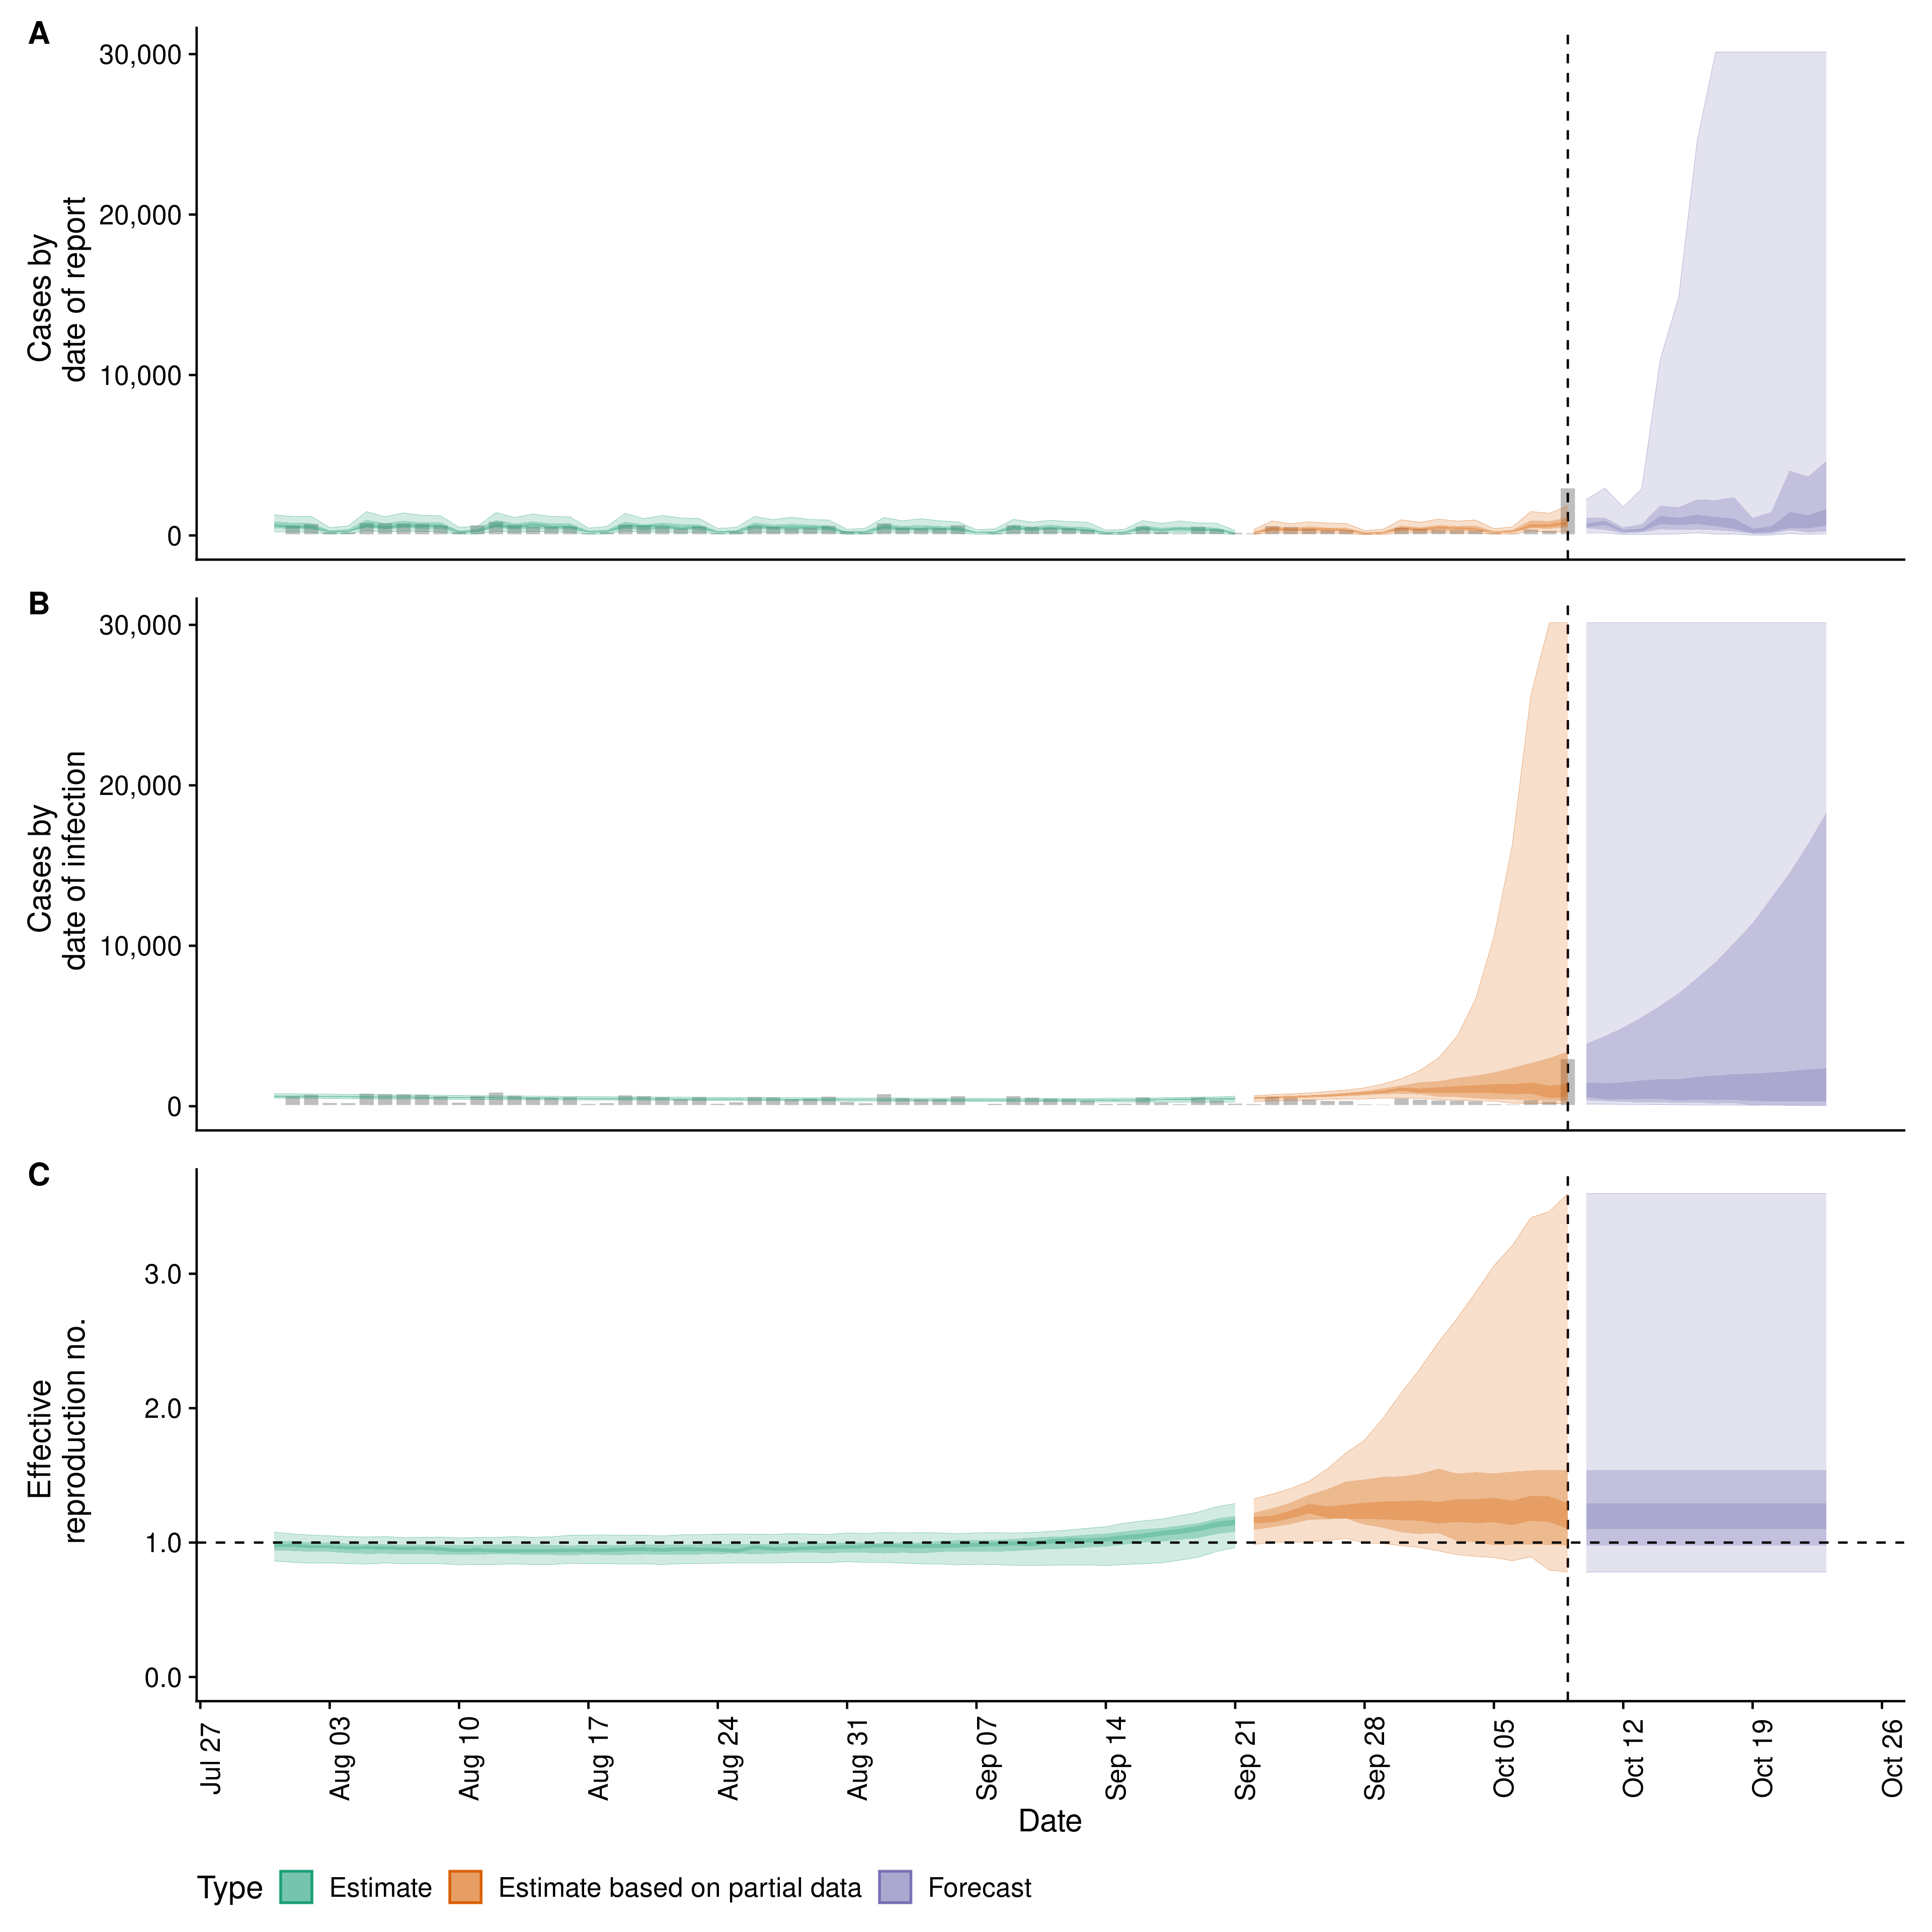 A
30,000
20,000
10,000
0
Cases by
date of report
B
30,000
20,000
10,000
0
Cases by
date of infection
C
3.0
2.0
1.0
0.0
Effective
reproduction no.
Jul 27
Aug 03
Aug 10
Aug 17
Aug 24
Aug 31
Sep 07
Sep 14
Sep 21
Sep 28
Oct 05
Oct 12
Oct 19
Oct 26
Date
Type Estimate Estimate based on partial data Forecast